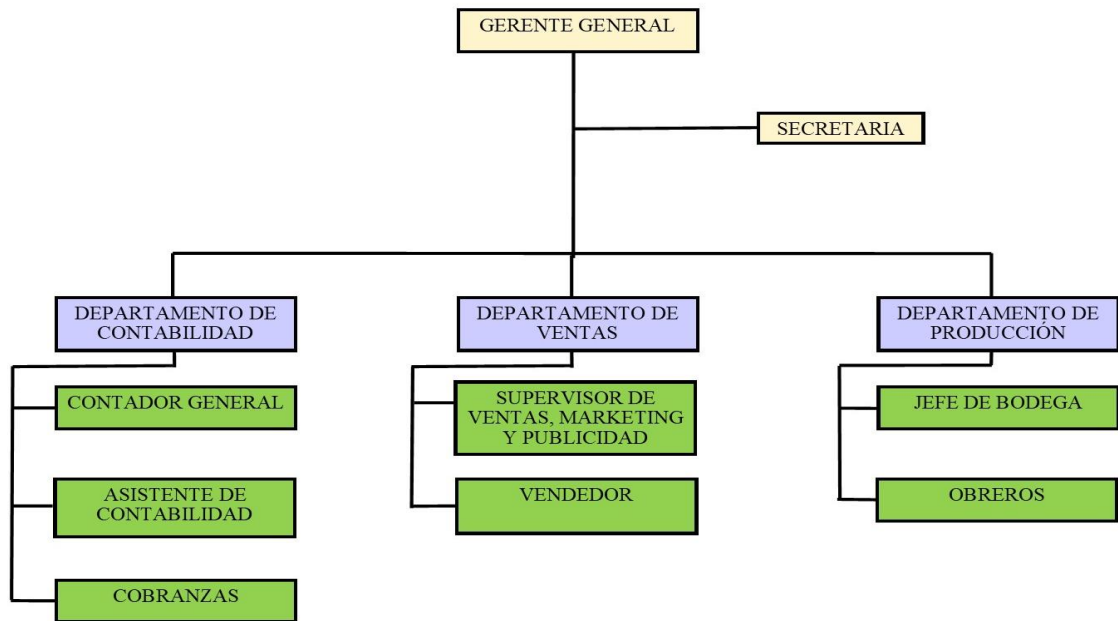 GERENTE GENERAL
SECRETARIA
DEPARTAMENTO DE
CONTABILIDAD
DEPARTAMENTO DE
VENTAS
DEPARTAMENTO DE
PRODUCCIÓN
CONTADOR GENERAL
SUPERVISOR DE
VENTAS, MARKETING
Y PUBLICIDAD
JEFE DE BODEGA
ASISTENTE DE
CONTABILIDAD
VENDEDOR
OBREROS
COBRANZAS